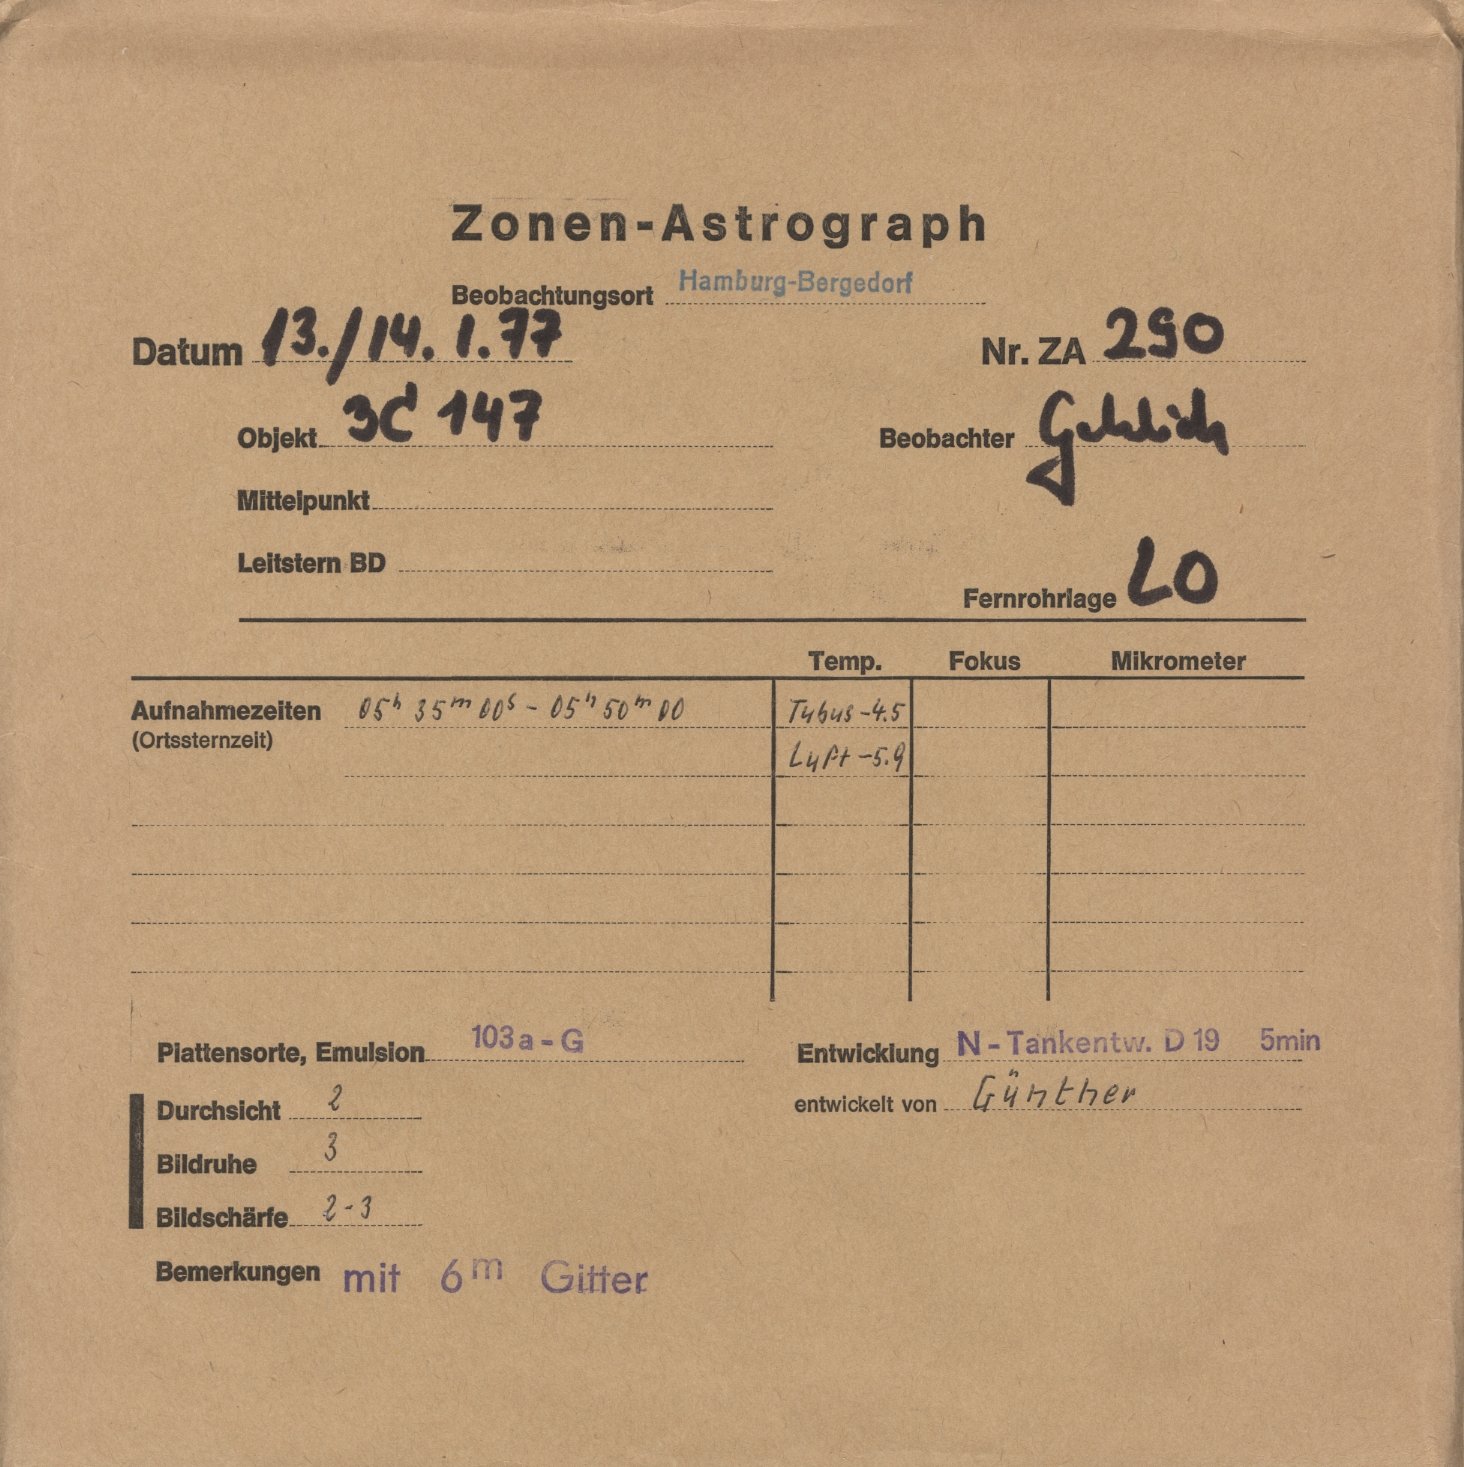 Zonen-Astrograph
Beobachtungsort Hamburg-Bergedorf
Datum 13./14. 1. 77
Nr. ZA 290
Objekt 3C 147
Beobachter
Mittelpunkt
Leitstern BD
Fernrohrlage LO
Temp. Fokus Mikrometer
Aufnahmezeiten 05h 35m 00s - 05h 50m 00 Tubus -4.5
(Ortssternzeit) Luft -5.9
Plattensorte, Emulsion 103a-G
Entwicklung N-Tankentw. D19 5min
Durchsicht 2
entwickelt von Günther
Bildruhe 3
Bildschärfe 2-3
Bemerkungen mit 6m Gitter